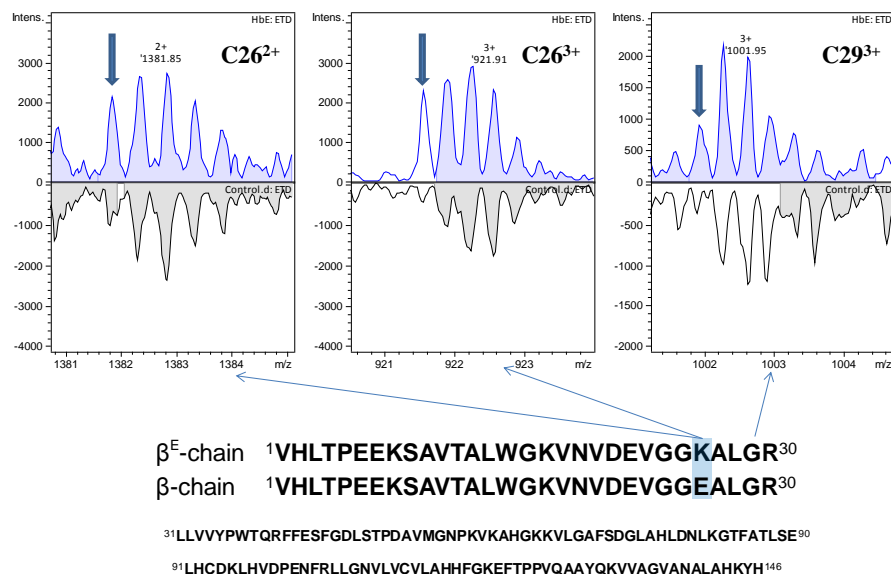 Intens. HbE: ETD
2+
'1381.85
C26²⁺
3000
2000
1000
0
Control.d: ETD
-1000
-2000
-3000
-4000
1381 1382 1383 1384 m/z
Intens. HbE: ETD
3+
'921.91
C26³⁺
3000
2000
1000
0
Control.d: ETD
-1000
-2000
-3000
-4000
921 922 923 m/z
Intens. HbE: ETD
3+
'1001.95
C29³⁺
2000
1500
1000
500
0
Control.d: ETD
-500
-1000
-1500
-2000
1002 1003 1004 m/z
βᴱ-chain ¹VHLTPEEKSAVTALWGKVNVDEVGGKALGR³⁰
β-chain ¹VHLTPEEKSAVTALWGKVNVDEVGGEALGR³⁰
³¹LLVVYPWTQRFFESFGDLSTPDAVMGNPKVKAHGKKVLGAFSDGLAHLDNLKGTFATLSE⁹⁰
⁹¹LHCDKLHVDPENFRLLGNVLVCVLAHHFGKEFTPPVQAAYQKVVAGVANALAHKYH¹⁴⁶